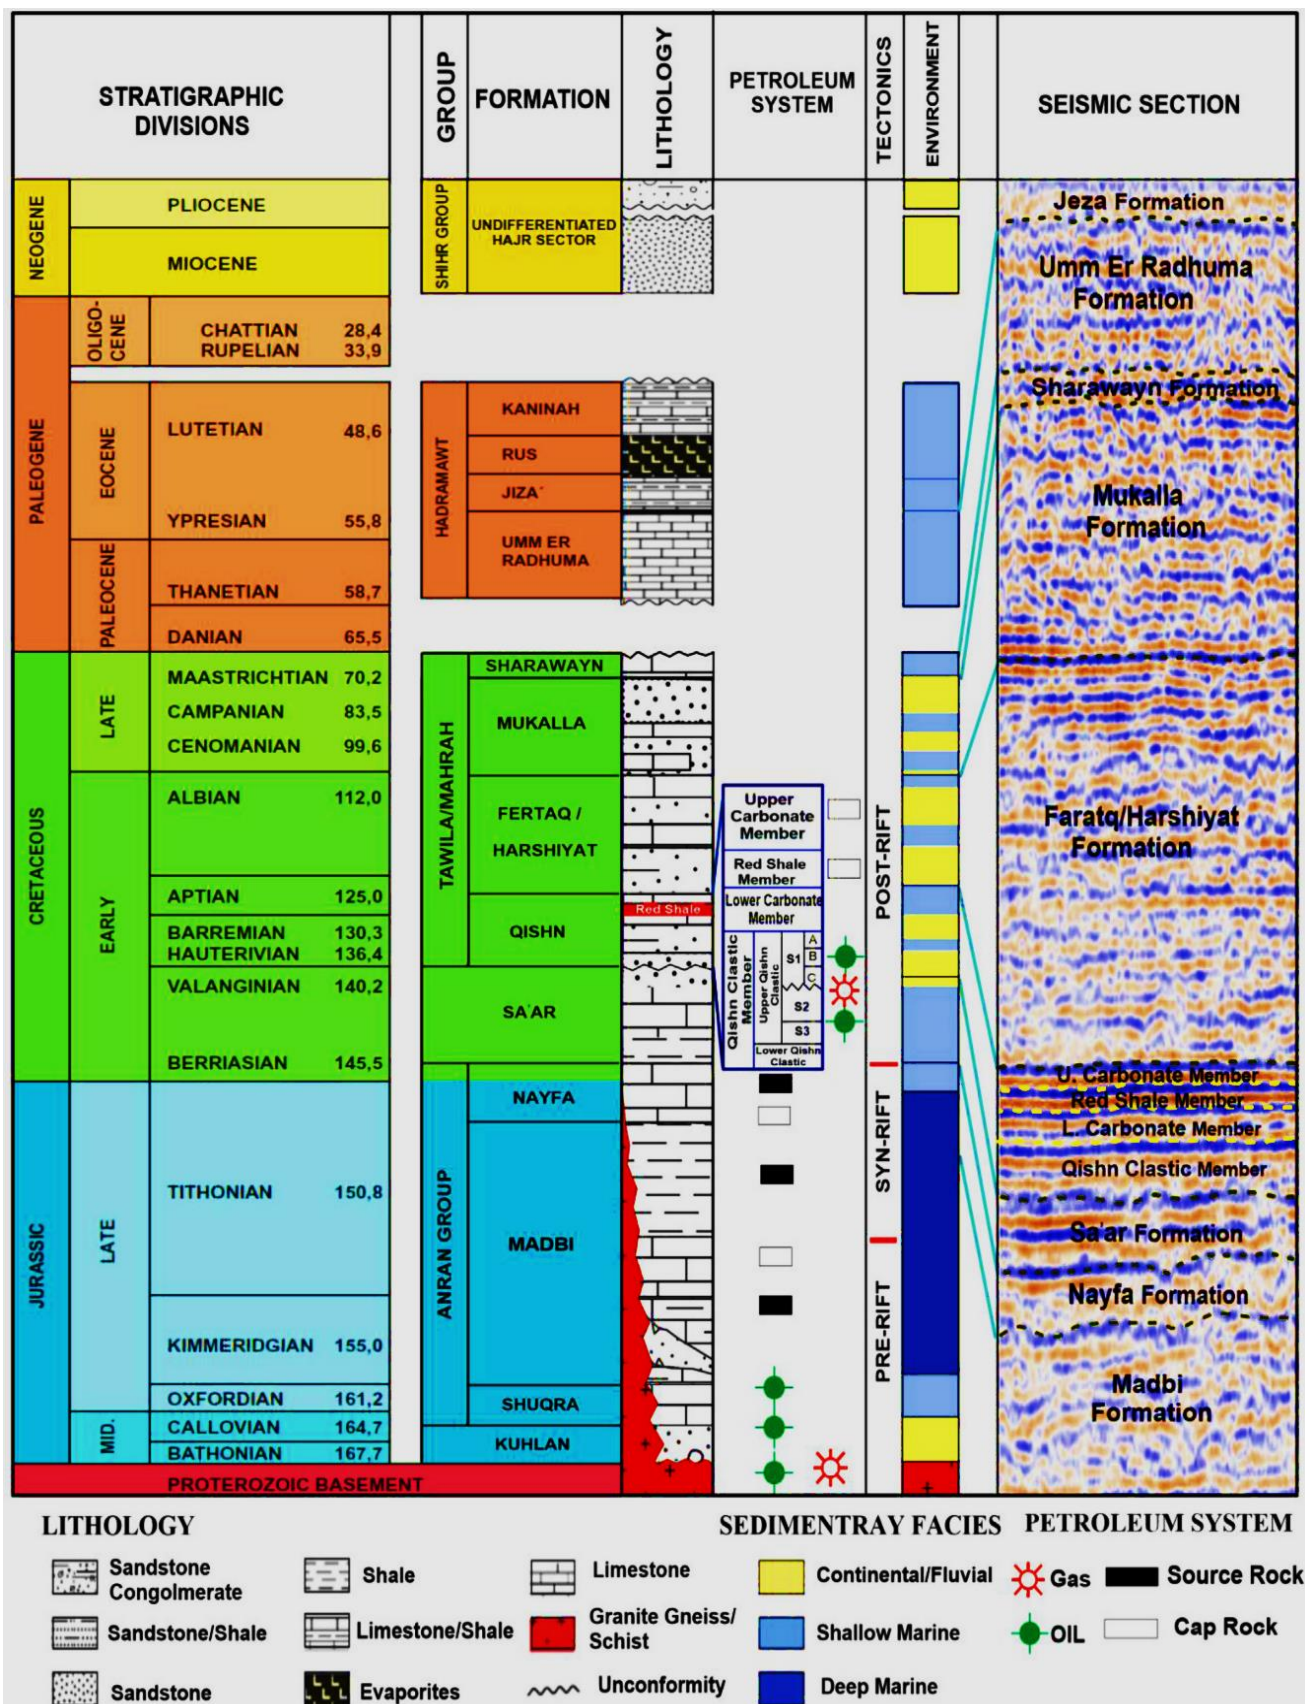 STRATIGRAPHIC
DIVISIONS
GROUP
FORMATION
LITHOLOGY
PETROLEUM
SYSTEM
TECTONICS
ENVIRONMENT
SEISMIC SECTION
NEOGENE
PLIOCENE
MIOCENE
SHIHR GROUP
UNDIFFERENTIATED
HAJR SECTOR
PALEOGENE
OLIGO-
CENE
CHATTIAN 28,4
RUPELIAN 33,9
EOCENE
LUTETIAN 48,6
YPRESIAN 55,8
PALEOCENE
THANETIAN 58,7
DANIAN 65,5
HADRAMAWT
KANINAH
RUS
JIZA´
UMM ER
RADHUMA
CRETACEOUS
LATE
MAASTRICHTIAN 70,2
CAMPANIAN 83,5
CENOMANIAN 99,6
EARLY
ALBIAN 112,0
APTIAN 125,0
BARREMIAN 130,3
HAUTERIVIAN 136,4
VALANGINIAN 140,2
BERRIASIAN 145,5
TAWILA/MAHRAH
SHARAWAYN
MUKALLA
FERTAQ /
HARSHIYAT
QISHN
SA'AR
Red Shale
JURASSIC
LATE
TITHONIAN 150,8
KIMMERIDGIAN 155,0
OXFORDIAN 161,2
MID.
CALLOVIAN 164,7
BATHONIAN 167,7
ANRAN GROUP
NAYFA
MADBI
SHUQRA
KUHLAN
PROTEROZOIC BASEMENT
Upper
Carbonate
Member
Red Shale
Member
Lower Carbonate
Member
Qishn Clastic
Member
Upper Qishn
Clastic
S1
A
B
C
S2
S3
Lower Qishn
Clastic
POST-RIFT
SYN-RIFT
PRE-RIFT
Jeza Formation
Umm Er Radhuma
Formation
Sharawayn Formation
Mukalla
Formation
Faratq/Harshiyat
Formation
U. Carbonate Member
Red Shale Member
L. Carbonate Member
Qishn Clastic Member
Sa'ar Formation
Nayfa Formation
Madbi
Formation
LITHOLOGY
Sandstone
Congolmerate
Sandstone/Shale
Sandstone
Shale
Limestone/Shale
Evaporites
Limestone
Granite Gneiss/
Schist
Unconformity
SEDIMENTRAY FACIES
Continental/Fluvial
Shallow Marine
Deep Marine
PETROLEUM SYSTEM
Gas
Source Rock
OIL
Cap Rock